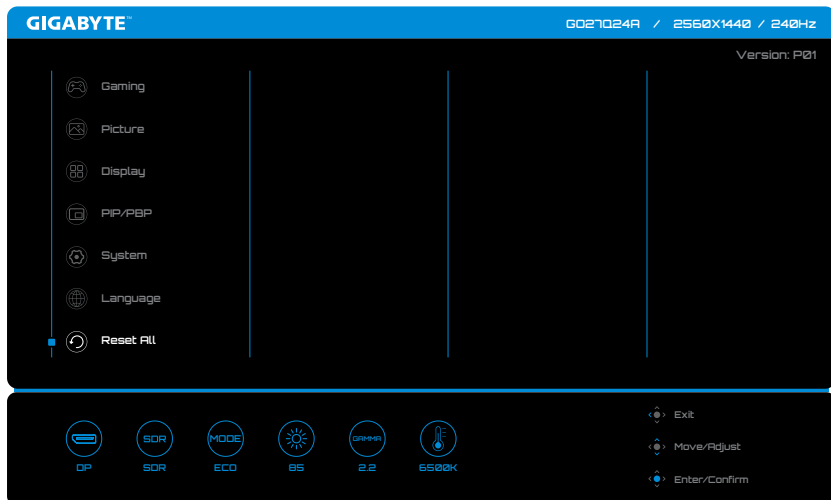 GIGABYTE™
GO27Q24A / 2560X1440 / 240Hz
Version: P01
Gaming
Picture
Display
PIP/PBP
System
Language
Reset All
SDR
MODE
GAMMA
DP
SDR
ECO
85
2.2
6500K
Exit
Move/Adjust
Enter/Confirm